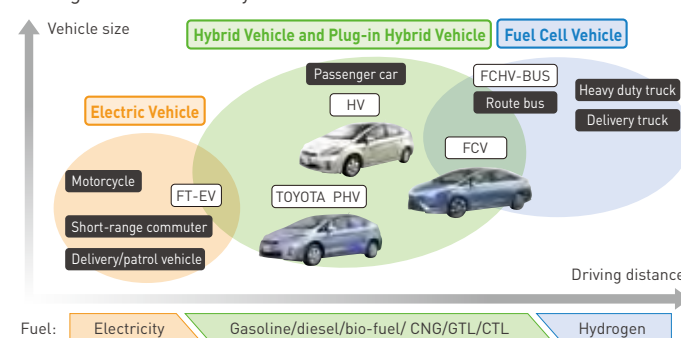 Vehicle size
Hybrid Vehicle and Plug-in Hybrid Vehicle
Fuel Cell Vehicle
Passenger car
FCHV-BUS
HV
Route bus
Heavy duty truck
Delivery truck
Electric Vehicle
FCV
Motorcycle
FT-EV
TOYOTA PHV
Short-range commuter
Delivery/patrol vehicle
Driving distance
Fuel:
Electricity
Gasoline/diesel/bio-fuel/ CNG/GTL/CTL
Hydrogen